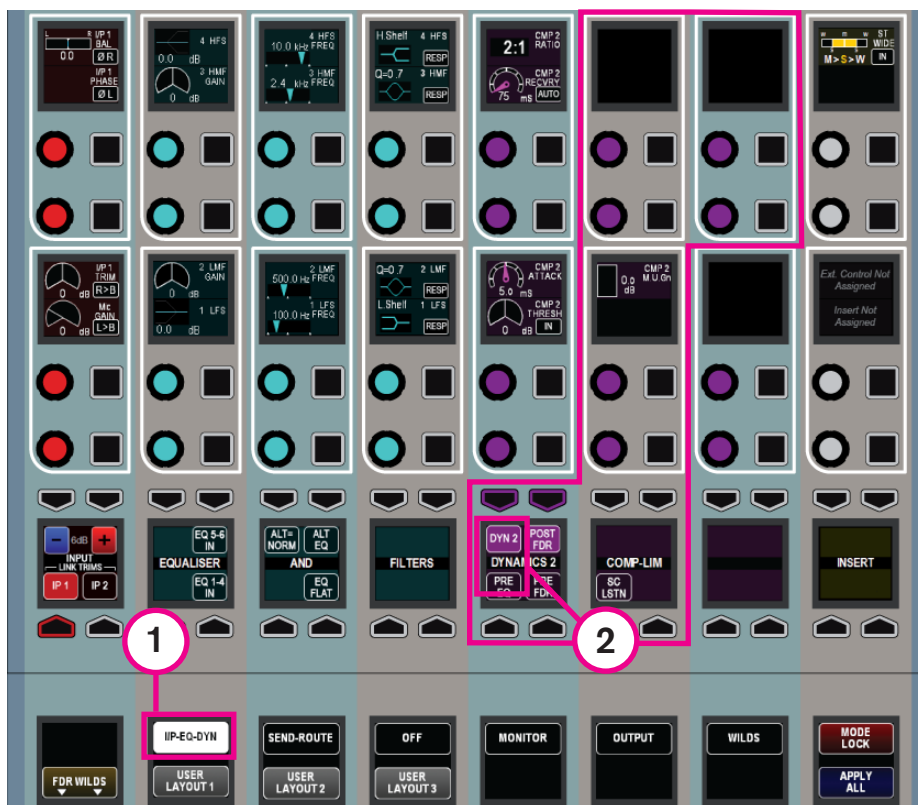 L R I/P 1
BAL
0.0 Ø R
I/P 1
PHASE
Ø L
4 HFS
0.0 dB
3 HMF
GAIN
0 dB
4 HFS
10.0 kHz FREQ
3 HMF
2.4 kHz FREQ
H.Shelf 4 HFS
RESP
Q=0.7 3 HMF
RESP
CMP 2
2:1 RATIO
CMP 2
RECVRY
75 mS AUTO
w m w ST
WIDE
M>S>W IN
I/P 1
TRIM
0 dB R>B
Mc
GAIN
0 dB L>B
2 LMF
GAIN
0 dB
1 LFS
0.0 dB
2 LMF
500.0 Hz FREQ
1 LFS
100.0 Hz FREQ
Q=0.7 2 LMF
RESP
L.Shelf 1 LFS
RESP
CMP 2
ATTACK
5.0 mS
CMP 2
THRESH
0 dB IN
CMP 2
0.0 M.U.Gn
dB
Ext. Control Not
Assigned
Insert Not
Assigned
- 6dB +
INPUT
LINK TRIMS
IP 1 IP 2
EQ 5-6
IN
EQUALISER
EQ 1-4
IN
ALT=
NORM
ALT
EQ
AND
EQ
FLAT
FILTERS
DYN 2
POST
FDR
DYNAMICS 2
PRE
EQ
PRE
FDR
COMP-LIM
SC
LSTN
INSERT
1
2
I/P-EQ-DYN
SEND-ROUTE
OFF
MONITOR
OUTPUT
WILDS
MODE
LOCK
FDR WILDS
USER
LAYOUT 1
USER
LAYOUT 2
USER
LAYOUT 3
APPLY
ALL